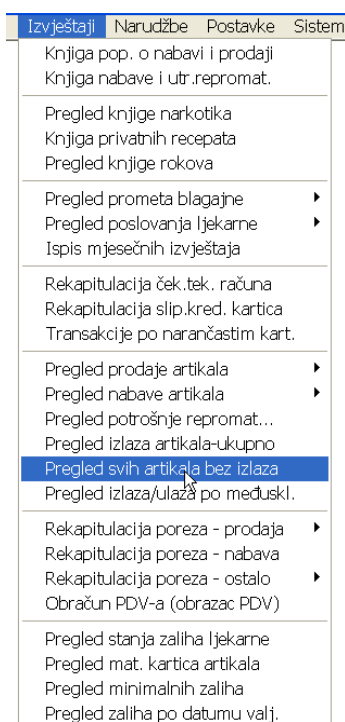 Izvještaji Narudžbe Postavke Sistem
Knjiga pop. o nabavi i prodaji
Knjiga nabave i utr.repromat.
Pregled knjige narkotika
Knjiga privatnih recepata
Pregled knjige rokova
Pregled prometa blagajne
Pregled poslovanja ljekarne
Ispis mjesečnih izvještaja
Rekapitulacija ček.tek. računa
Rekapitulacija slip.kred. kartica
Transakcije po narančastim kart.
Pregled prodaje artikala
Pregled nabave artikala
Pregled potrošnje repromat...
Pregled izlaza artikala-ukupno
Pregled svih artikala bez izlaza
Pregled izlaza/ulaza po međuskl.
Rekapitulacija poreza - prodaja
Rekapitulacija poreza - nabava
Rekapitulacija poreza - ostalo
Obračun PDV-a (obrazac PDV)
Pregled stanja zaliha ljekarne
Pregled mat. kartica artikala
Pregled minimalnih zaliha
Pregled zaliha po datumu valj.